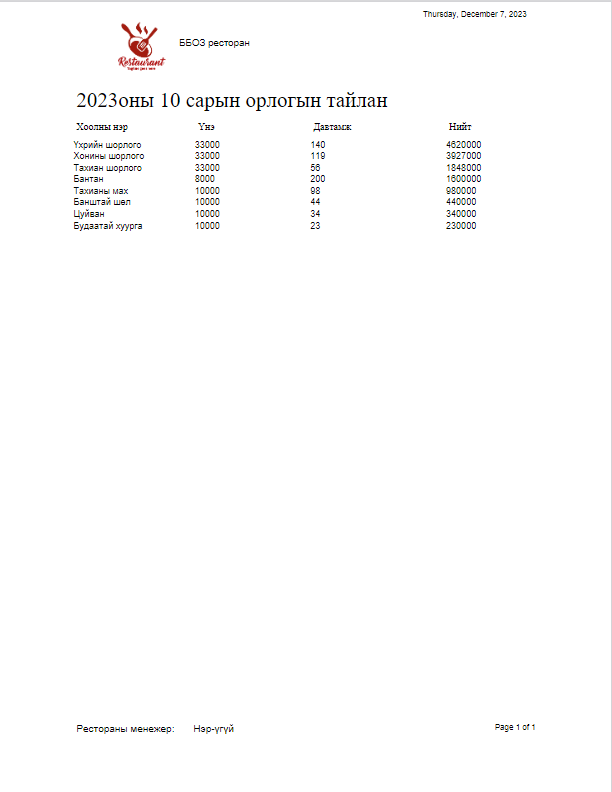 Thursday, December 7, 2023
Restaurant
ББОЗ ресторан
2023оны 10 сарын орлогын тайлан
Хоолны нэр Үнэ Давтамж Нийт
Үхрийн шорлого 33000 140 4620000
Хонины шорлого 33000 119 3927000
Тахиан шорлого 33000 56 1848000
Бантан 8000 200 1600000
Тахианы мах 10000 98 980000
Банштай шөл 10000 44 440000
Цуйван 10000 34 340000
Будаатай хуурга 10000 23 230000
Рестораны менежер: Нэр-үгүй Page 1 of 1